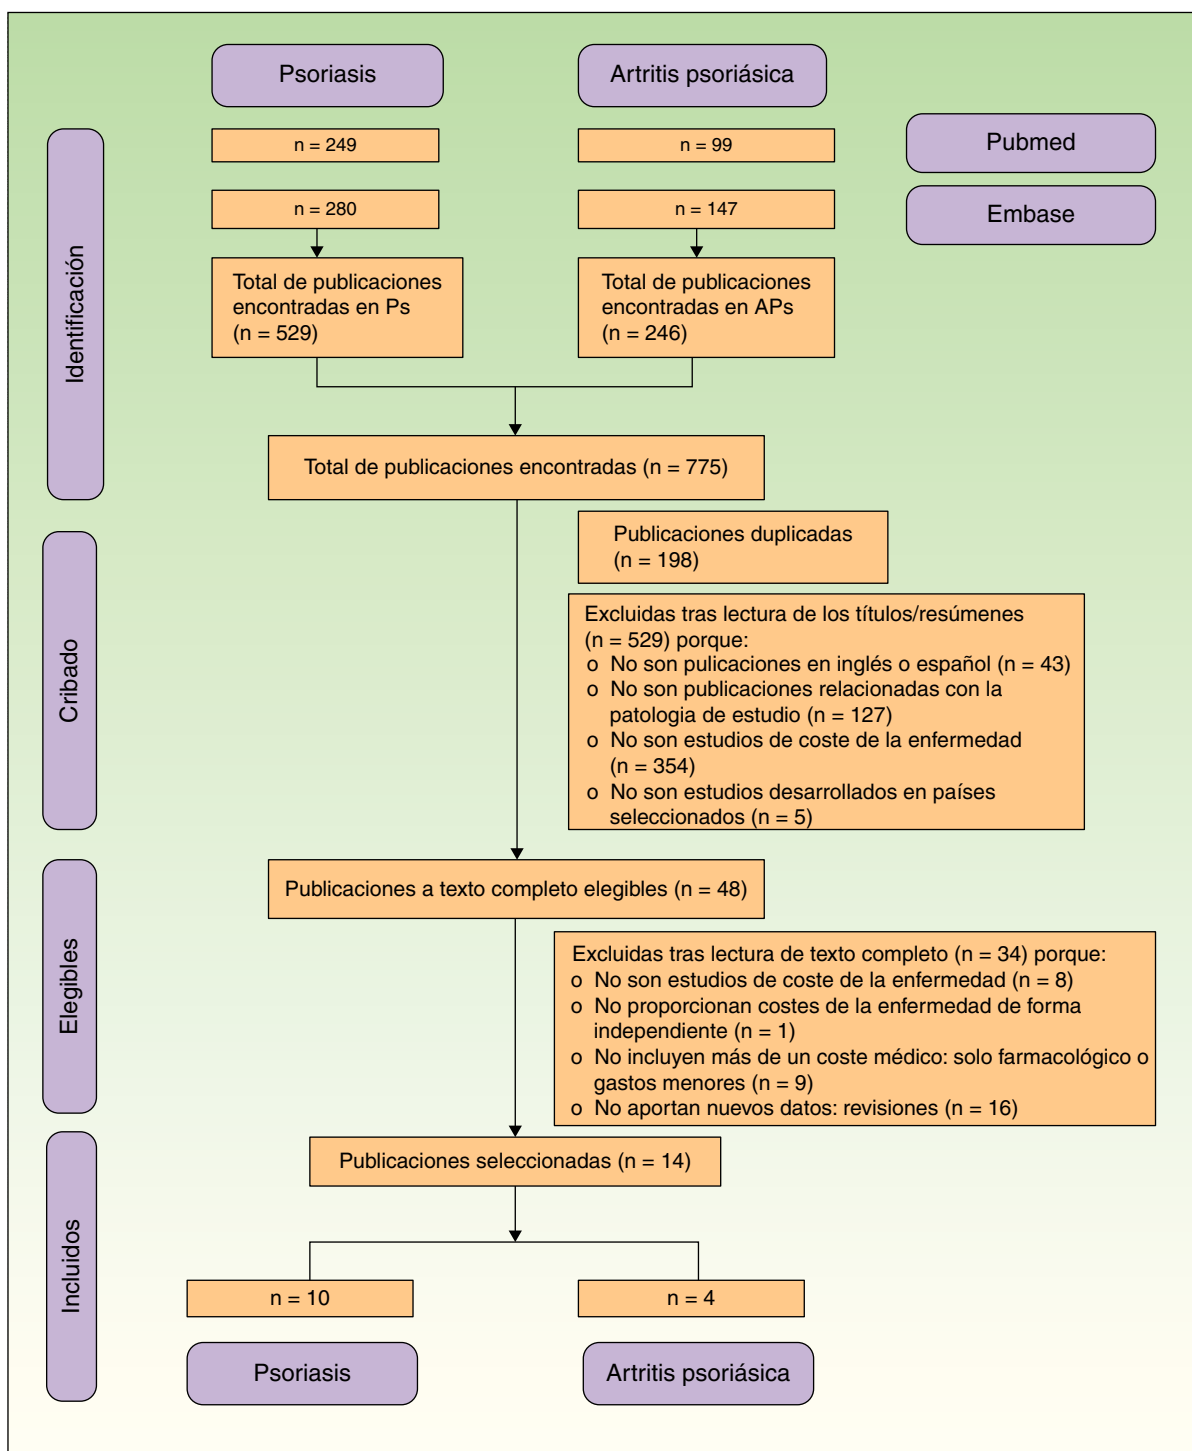 Psoriasis
Artritis psoriásica
Identificación
n = 249
n = 99
Pubmed
n = 280
n = 147
Embase
Total de publicaciones
encontradas en Ps
(n = 529)
Total de publicaciones
encontradas en APs
(n = 246)
Total de publicaciones encontradas (n = 775)
Cribado
Publicaciones duplicadas
(n = 198)
Excluidas tras lectura de los títulos/resúmenes
(n = 529) porque:
o No son pulicaciones en inglés o español (n = 43)
o No son publicaciones relacionadas con la
patologia de estudio (n = 127)
o No son estudios de coste de la enfermedad
(n = 354)
o No son estudios desarrollados en países
seleccionados (n = 5)
Elegibles
Publicaciones a texto completo elegibles (n = 48)
Excluidas tras lectura de texto completo (n = 34) porque:
o No son estudios de coste de la enfermedad (n = 8)
o No proporcionan costes de la enfermedad de forma
independiente (n = 1)
o No incluyen más de un coste médico: solo farmacológico o
gastos menores (n = 9)
o No aportan nuevos datos: revisiones (n = 16)
Incluidos
Publicaciones seleccionadas (n = 14)
n = 10
n = 4
Psoriasis
Artritis psoriásica